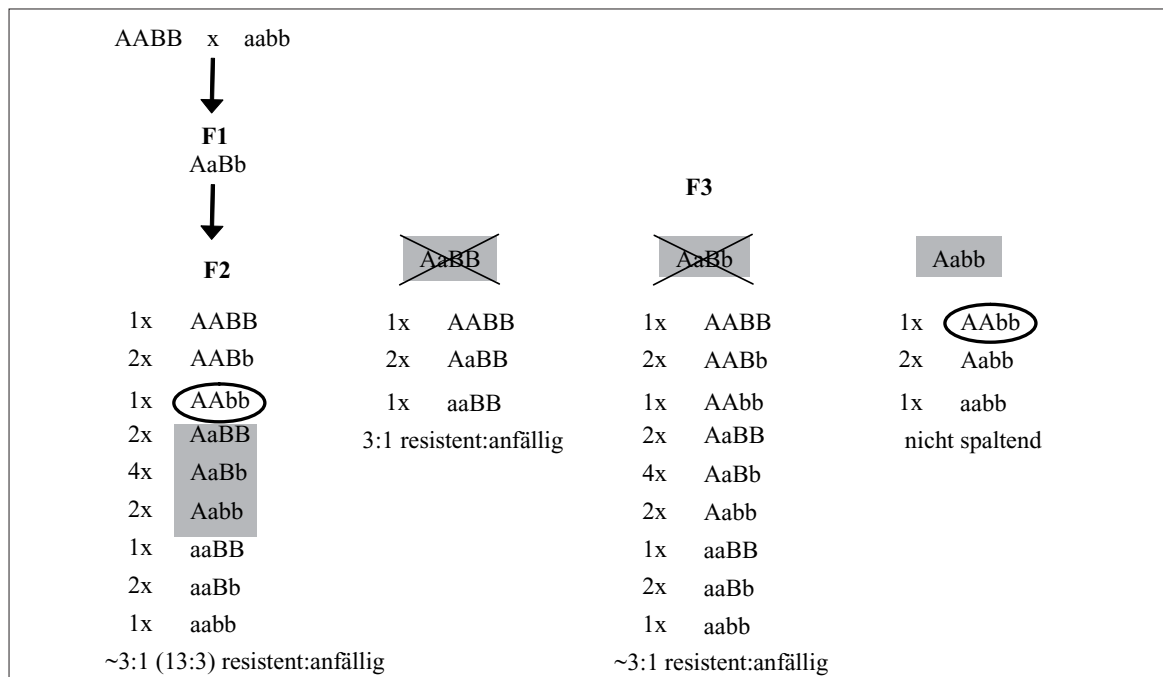 AABB x aabb
F1
AaBb
F2
1x AABB
2x AABb
1x AAbb
2x AaBB
4x AaBb
2x Aabb
1x aaBB
2x aaBb
1x aabb
~3:1 (13:3) resistent:anfällig
F3
AaBB
1x AABB
2x AaBB
1x aaBB
3:1 resistent:anfällig
AaBb
1x AABB
2x AABb
1x AAbb
2x AaBB
4x AaBb
2x Aabb
1x aaBB
2x aaBb
1x aabb
~3:1 resistent:anfällig
Aabb
1x AAbb
2x Aabb
1x aabb
nicht spaltend